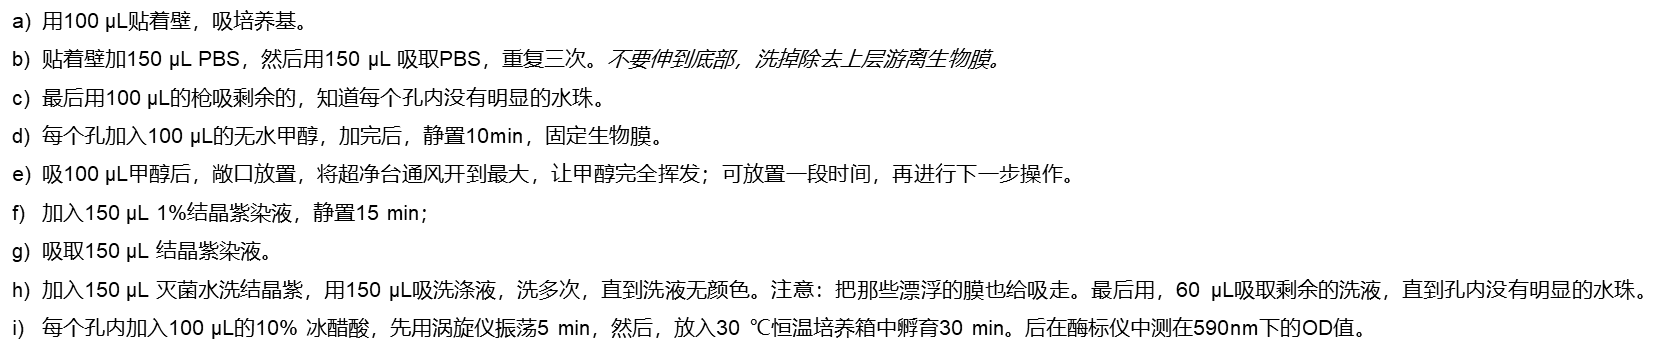 a) 用100 μL贴着壁，吸培养基。
b) 贴着壁加150 μL PBS，然后用150 μL 吸取PBS，重复三次。不要伸到底部，洗掉除去上层游离生物膜。
c) 最后用100 μL的枪吸剩余的，知道每个孔内没有明显的水珠。
d) 每个孔加入100 μL的无水甲醇，加完后，静置10min，固定生物膜。
e) 吸100 μL甲醇后，敞口放置，将超净台通风开到最大，让甲醇完全挥发；可放置一段时间，再进行下一步操作。
f) 加入150 μL 1%结晶紫染液，静置15 min；
g) 吸取150 μL 结晶紫染液。
h) 加入150 μL 灭菌水洗结晶紫，用150 μL吸洗涤液，洗多次，直到洗液无颜色。注意：把那些漂浮的膜也给吸走。最后用，60 μL吸取剩余的洗液，直到孔内没有明显的水珠。
i) 每个孔内加入100 μL的10% 冰醋酸，先用涡旋仪振荡5 min，然后，放入30 ℃恒温培养箱中孵育30 min。后在酶标仪中测在590nm下的OD值。